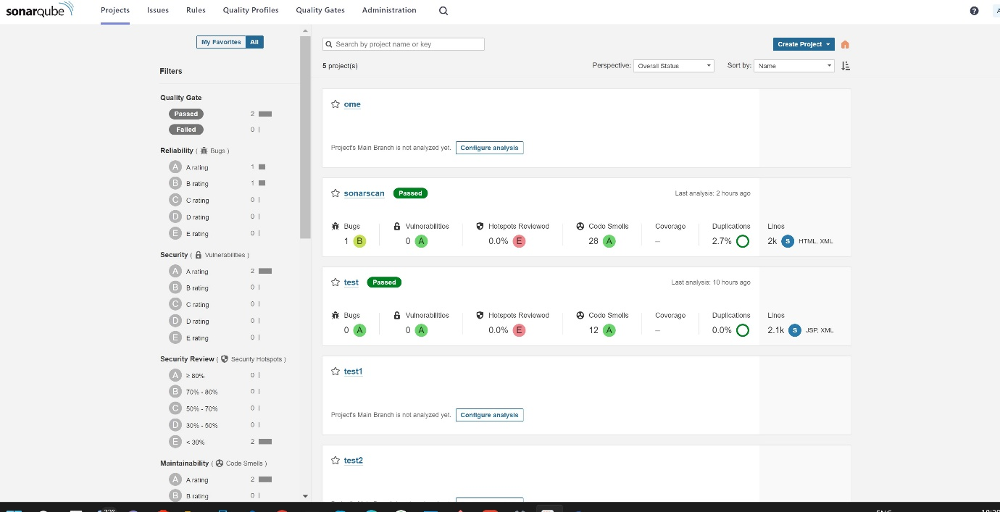 sonarqube Projects Issues Rules Quality Profiles Quality Gates Administration ? A
My Favorites All
Filters
Quality Gate
Passed 2
Failed 0
Reliability ( Bugs )
A A rating 1
B B rating 1
C C rating 0
D D rating 0
E E rating 0
Security ( Vulnerabilities )
A A rating 2
B B rating 0
C C rating 0
D D rating 0
E E rating 0
Security Review ( Security Hotspots )
A ≥ 80% 0
B 70% - 80% 0
C 50% - 70% 0
D 30% - 50% 0
E < 30% 2
Maintainability ( Code Smells )
A A rating 2
B B rating 0
Search by project name or key
Create Project
5 project(s)
Perspective: Overall Status
Sort by: Name
ome
Project's Main Branch is not analyzed yet. Configure analysis
sonarscan Passed Last analysis: 2 hours ago
Bugs Vulnerabilities Hotspots Reviewed Code Smells Coverage Duplications Lines
1 B 0 A 0.0% E 28 A – 2.7% 2k S HTML, XML
test Passed Last analysis: 10 hours ago
Bugs Vulnerabilities Hotspots Reviewed Code Smells Coverage Duplications Lines
0 A 0 A 0.0% E 12 A – 0.0% 2.1k S JSP, XML
test1
Project's Main Branch is not analyzed yet. Configure analysis
test2